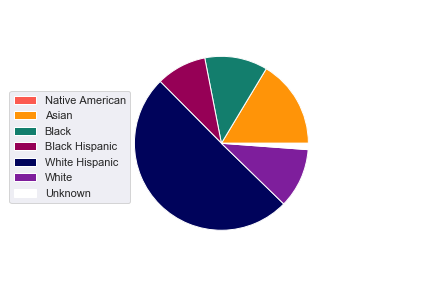 Native American
Asian
Black
Black Hispanic
White Hispanic
White
Unknown